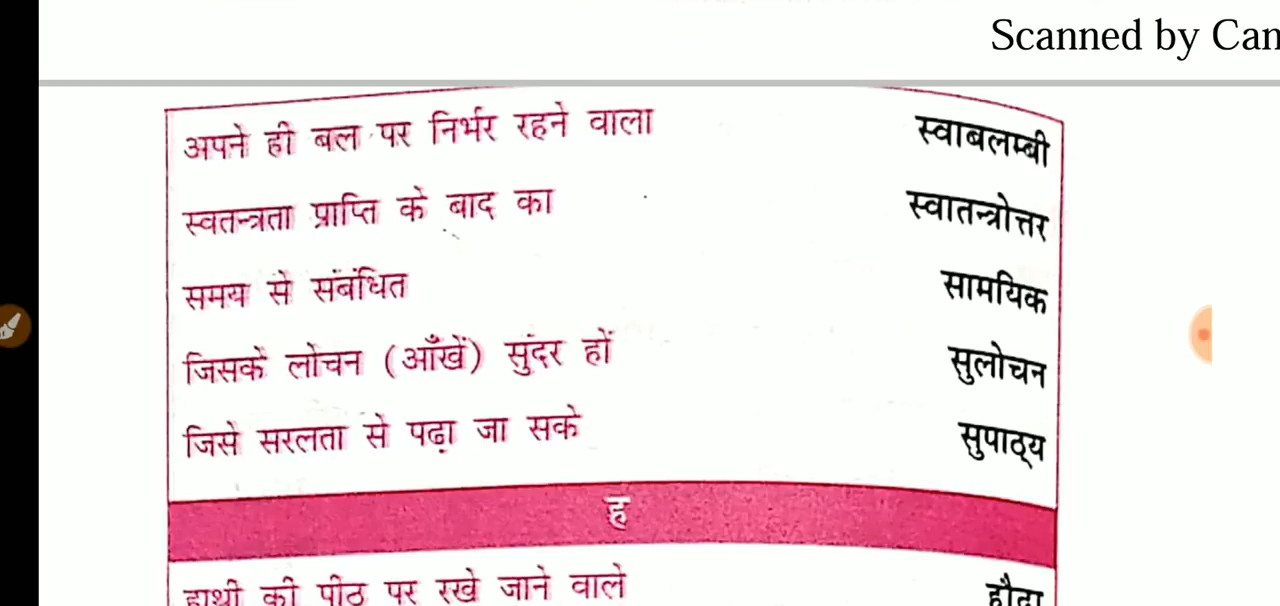 Scanned by Can
अपने ही बल पर निर्भर रहने वाला स्वाबलम्बी
स्वतन्त्रता प्राप्ति के बाद का स्वातन्त्रोत्तर
समय से संबंधित सामयिक
जिसकें लोचन (आँखें) सुंदर हों सुलोचन
जिसे सरलता से पढ़ा जा सके सुपाठ्य
ह
हाथी की पीठ पर रखे जाने वाले हौदा